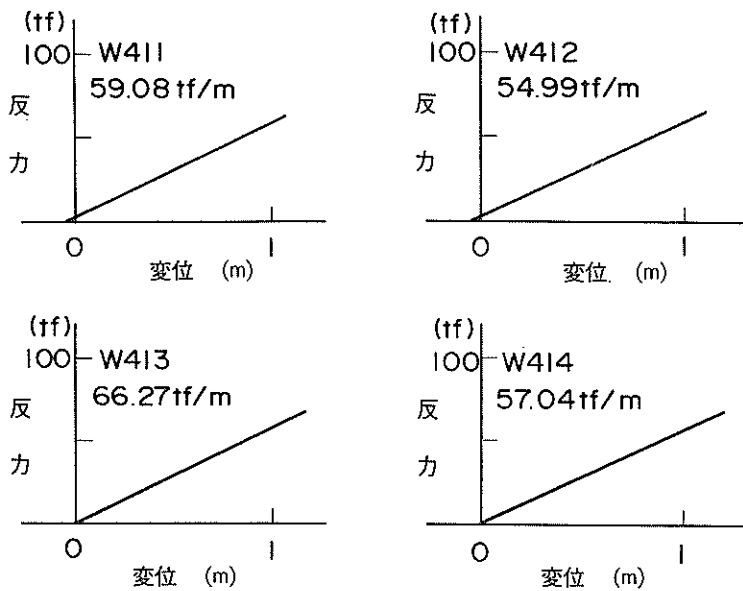 (tf)
100 W411
59.08tf/m
反力
0 1
変位 (m)
(tf)
100 W412
54.99tf/m
反力
0 1
変位 (m)
(tf)
100 W413
66.27tf/m
反力
0 1
変位 (m)
(tf)
100 W414
57.04tf/m
反力
0 1
変位 (m)